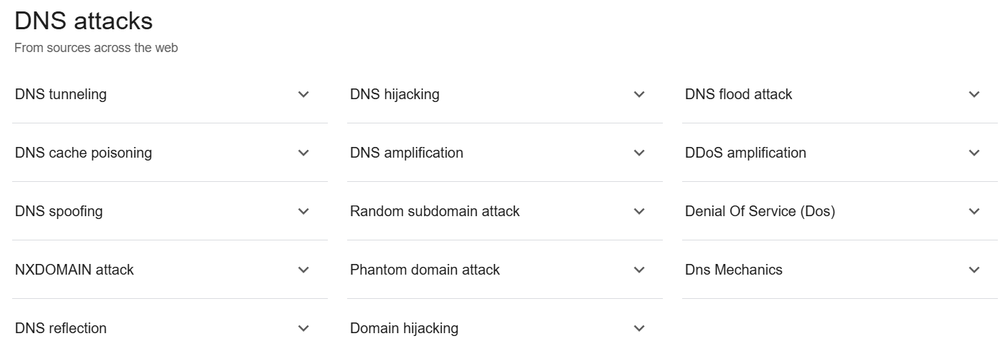 DNS attacks
From sources across the web
DNS tunneling
DNS hijacking
DNS flood attack
DNS cache poisoning
DNS amplification
DDoS amplification
DNS spoofing
Random subdomain attack
Denial Of Service (Dos)
NXDOMAIN attack
Phantom domain attack
Dns Mechanics
DNS reflection
Domain hijacking